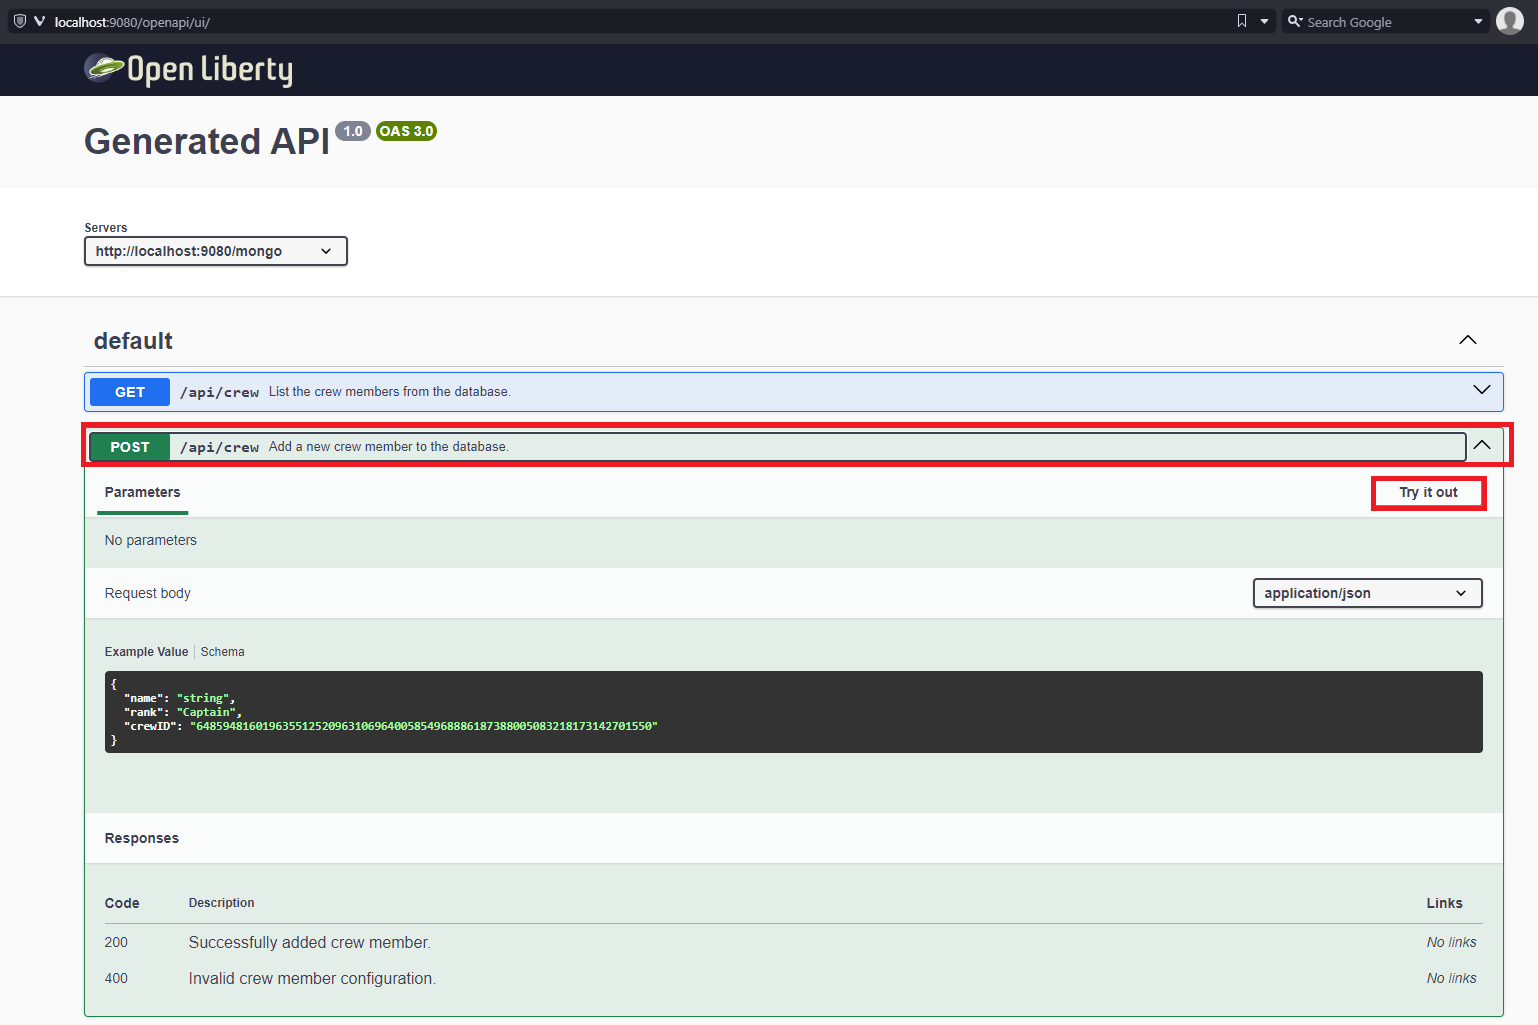 localhost:9080/openapi/ui/
Search Google
Open Liberty
Generated API 1.0 OAS 3.0
Servers
http://localhost:9080/mongo
default
GET /api/crew List the crew members from the database.
POST /api/crew Add a new crew member to the database.
Parameters
Try it out
No parameters
Request body
application/json
Example Value | Schema
{
"name": "string",
"rank": "Captain",
"crewID": "648594816019635512520963106964005854968886187388005083218173142701550"
}
Responses
Code Description Links
200 Successfully added crew member. No links
400 Invalid crew member configuration. No links